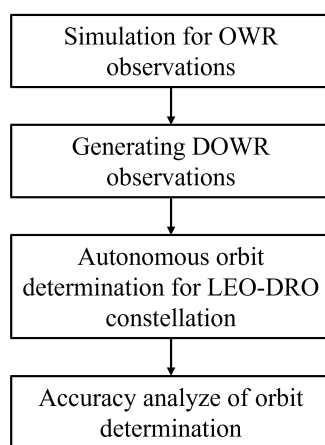 Simulation for OWR
observations
Generating DOWR
observations
Autonomous orbit
determination for LEO-DRO
constellation
Accuracy analyze of orbit
determination